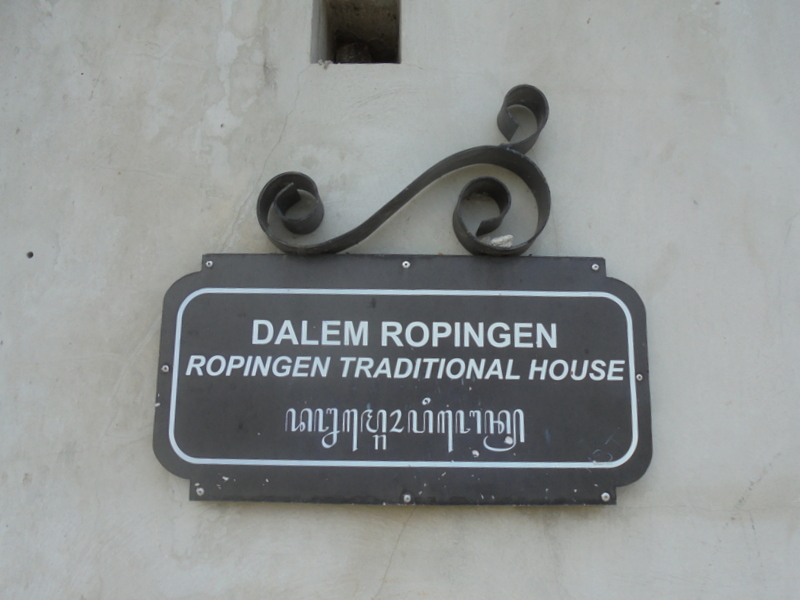 DALEM ROPINGEN
ROPINGEN TRADITIONAL HOUSE